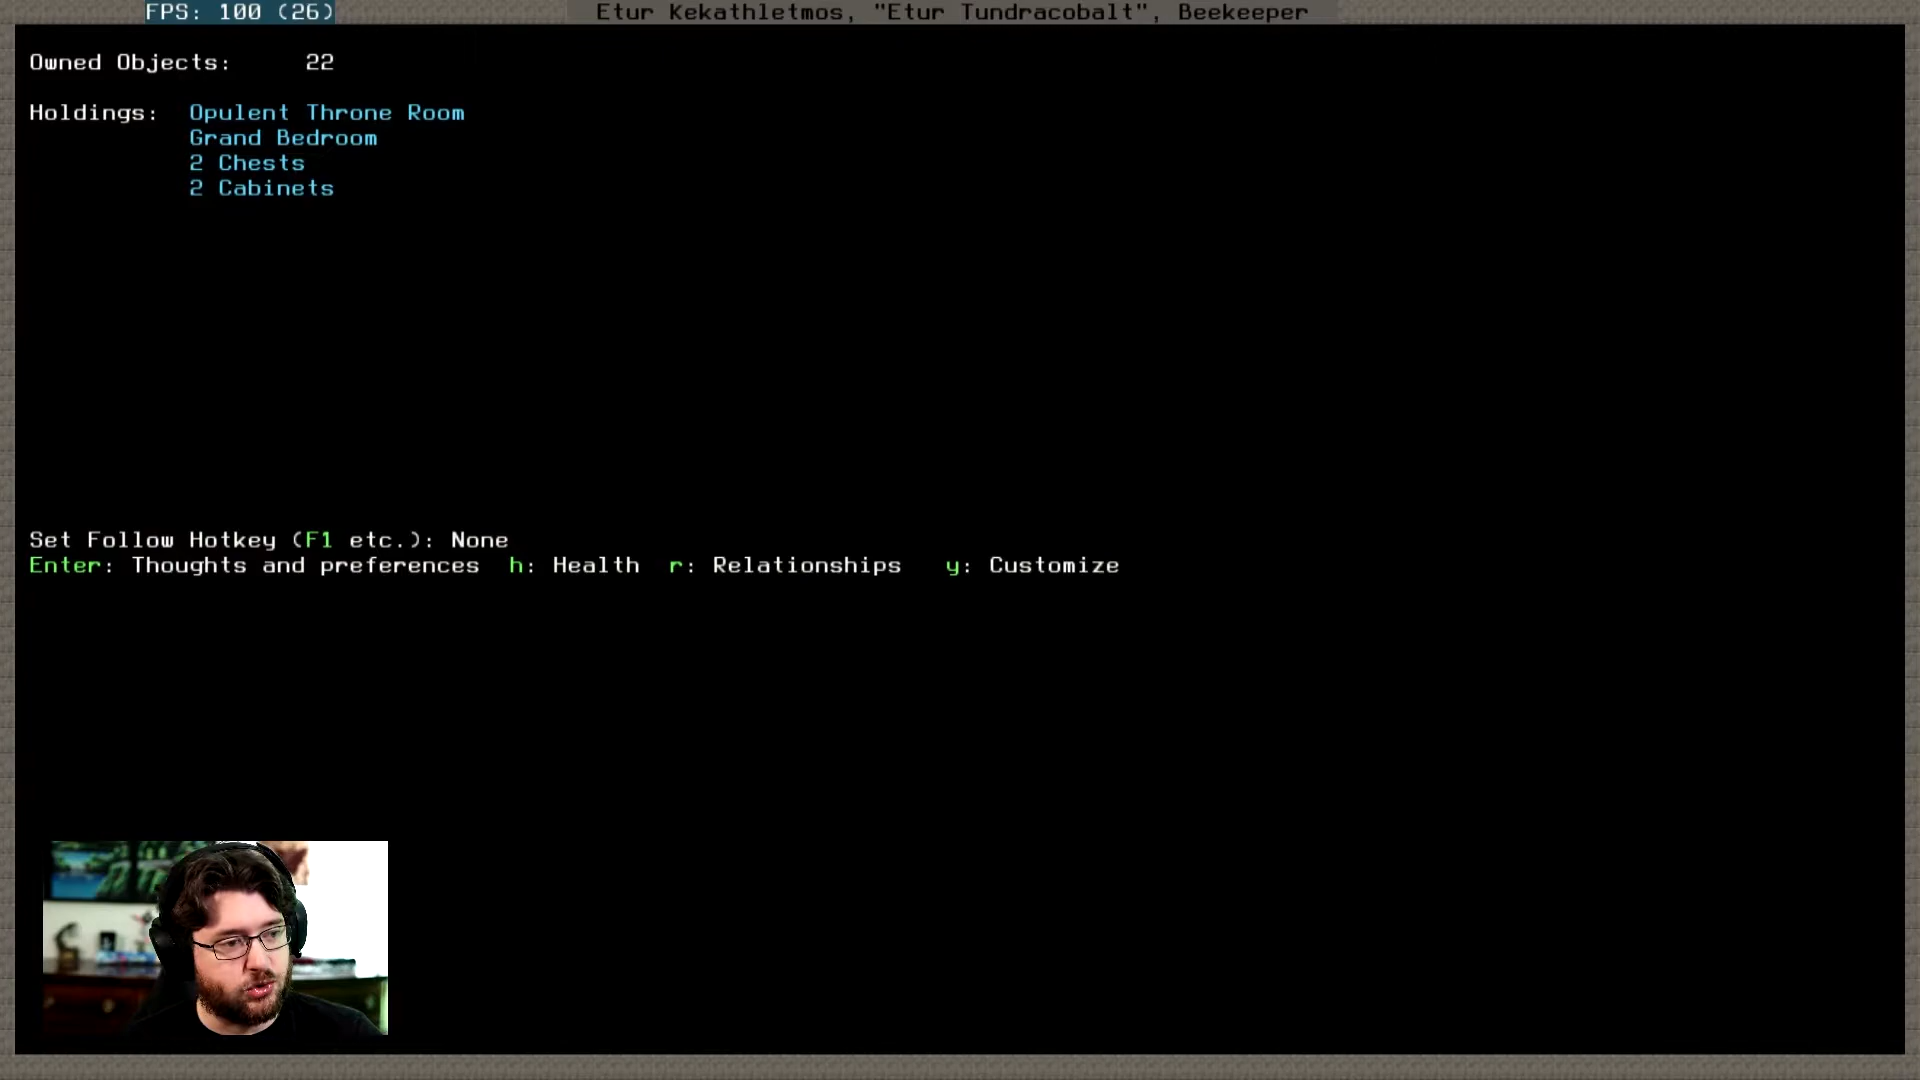 FPS: 100 (26)
Etur Kekathletmos, "Etur Tundracobalt", Beekeeper
Owned Objects: 22
Holdings: Opulent Throne Room
Grand Bedroom
2 Chests
2 Cabinets
Set Follow Hotkey (F1 etc.): None
Enter: Thoughts and preferences h: Health r: Relationships y: Customize